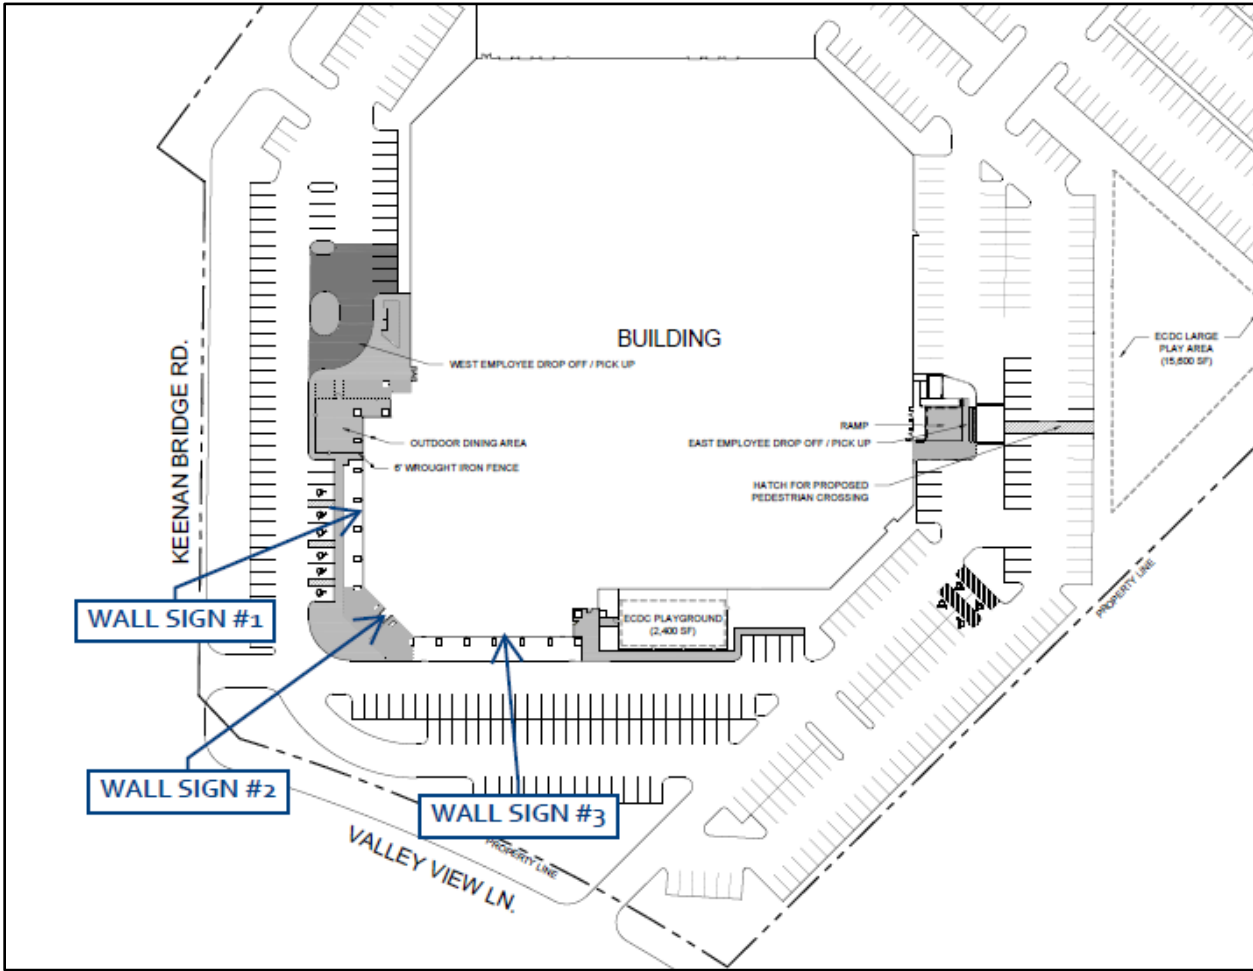 BUILDING
ECDC LARGE
PLAY AREA
(15,600 SF)
WEST EMPLOYEE DROP OFF / PICK UP
KEENAN BRIDGE RD.
OUTDOOR DINING AREA
6' WROUGHT IRON FENCE
RAMP
EAST EMPLOYEE DROP OFF / PICK UP
HATCH FOR PROPOSED
PEDESTRIAN CROSSING
PROPERTY LINE
WALL SIGN #1
ECDC PLAYGROUND
(2,400 SF)
WALL SIGN #2
WALL SIGN #3
VALLEY VIEW LN.
PROPERTY LINE